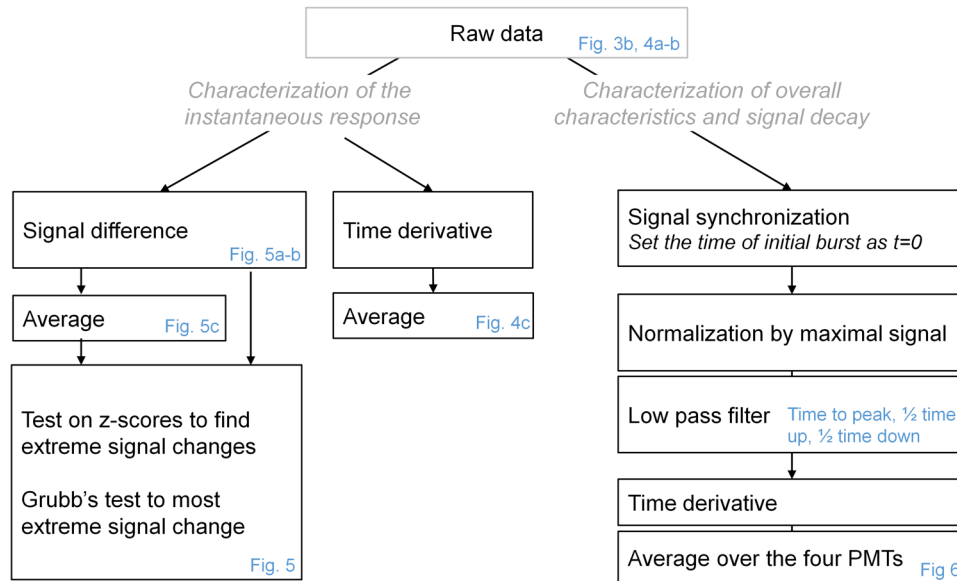 Raw data
Fig. 3b, 4a-b
Characterization of the
instantaneous response
Characterization of overall
characteristics and signal decay
Signal difference
Fig. 5a-b
Time derivative
Signal synchronization
Set the time of initial burst as t=0
Average
Fig. 5c
Average
Fig. 4c
Normalization by maximal signal
Test on z-scores to find
extreme signal changes
Grubb's test to most
extreme signal change
Fig. 5
Low pass filter
Time to peak, ½ time
up, ½ time down
Time derivative
Average over the four PMTs
Fig 6